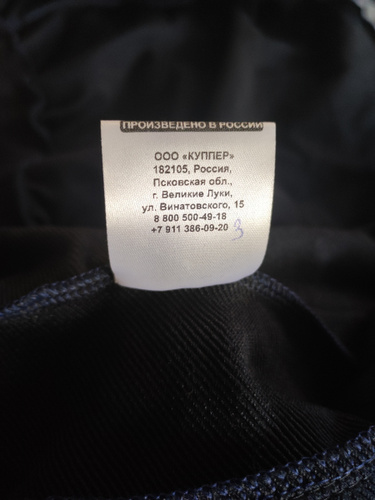 ПРОИЗВЕДЕНО В РОССИИ
ООО «КУППЕР»
182105, Россия,
Псковская обл.,
г. Великие Луки,
ул. Винатовского, 15
8 800 500-49-18
+7 911 386-09-20
3